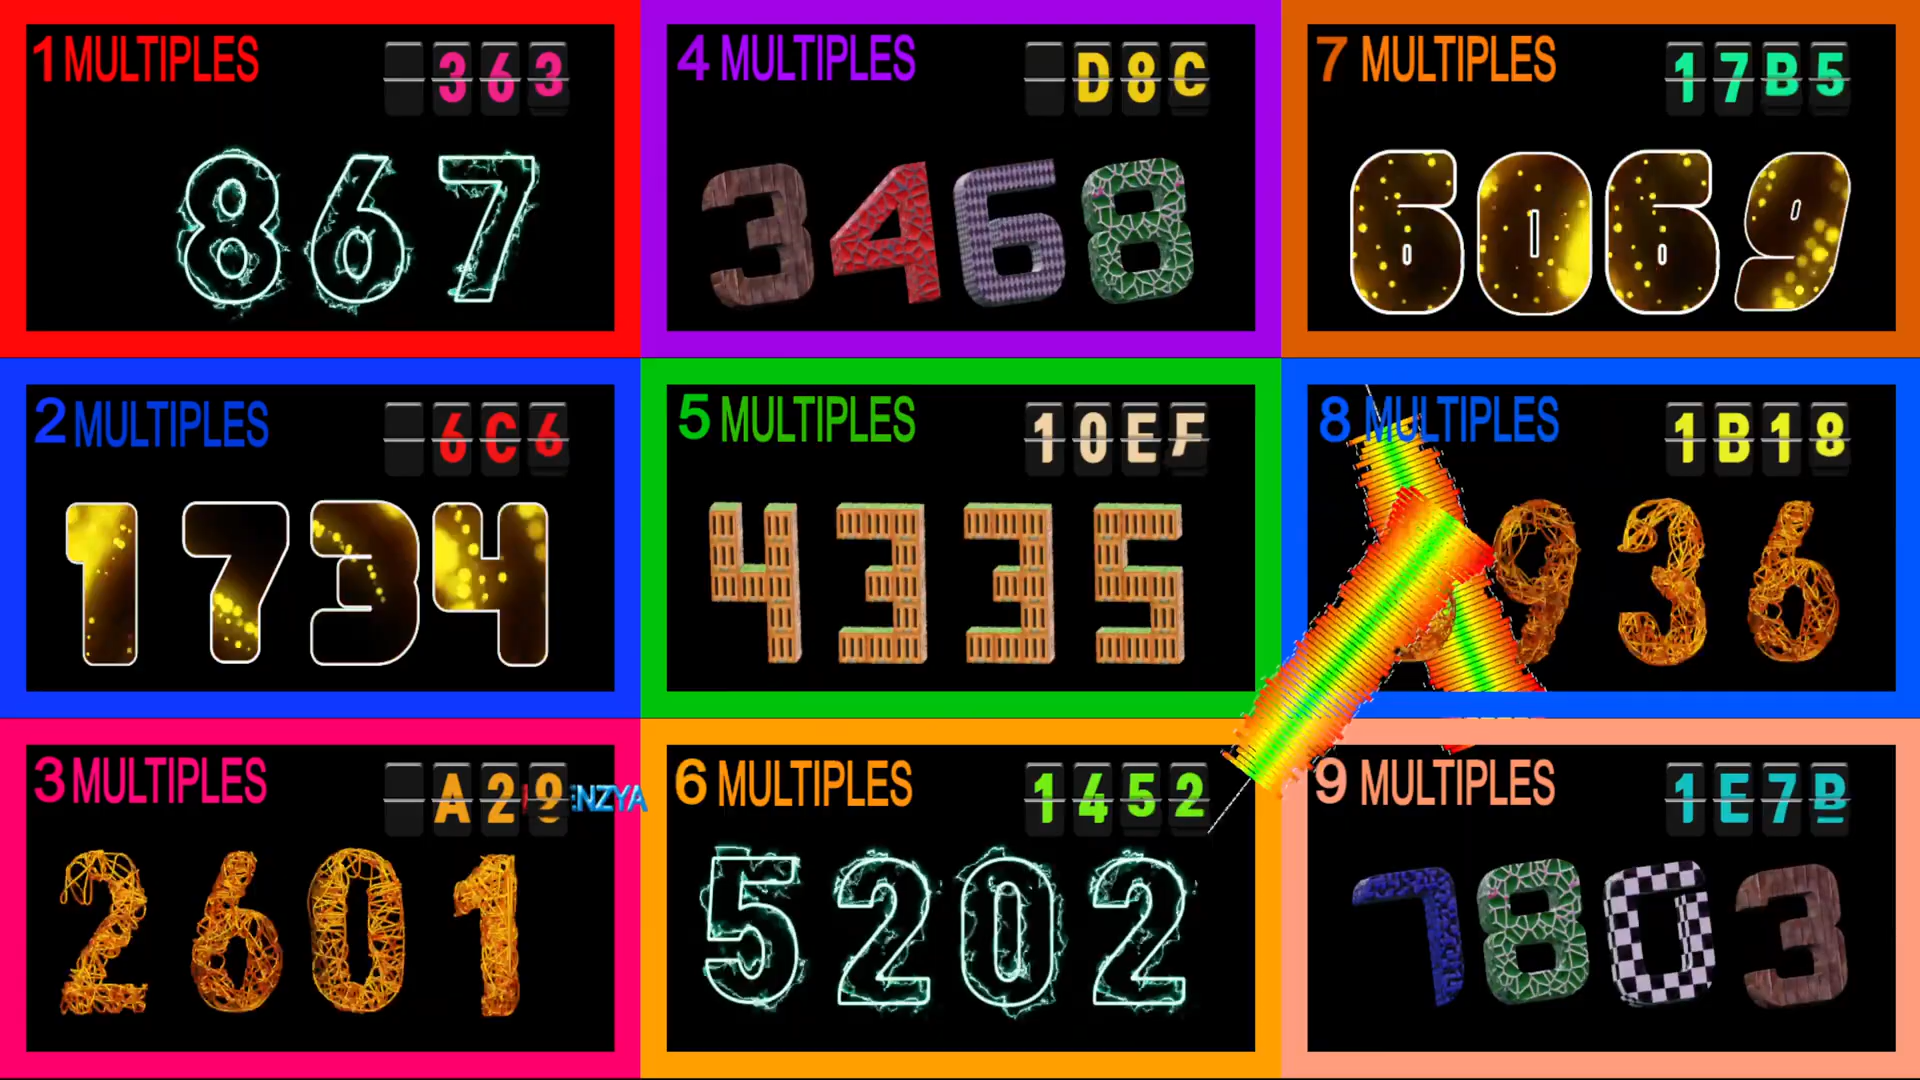 1 MULTIPLES
363
867
4 MULTIPLES
D8C
3468
7 MULTIPLES
17B5
6069
2 MULTIPLES
6C6
1734
5 MULTIPLES
10EF
4335
8 MULTIPLES
1B18
936
3 MULTIPLES
A29
ENZYA
2601
6 MULTIPLES
1452
5202
9 MULTIPLES
1E7B
7803